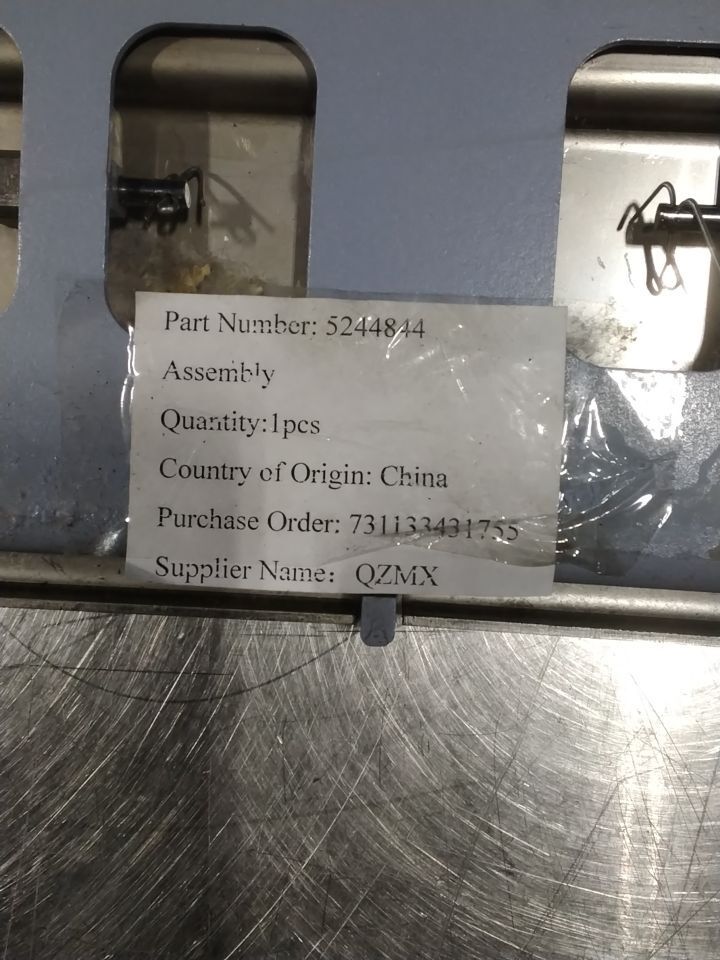 Part Number: 5244844
Assembly
Quantity:1pcs
Country of Origin: China
Purchase Order: 731133431755
Supplier Name: QZMX